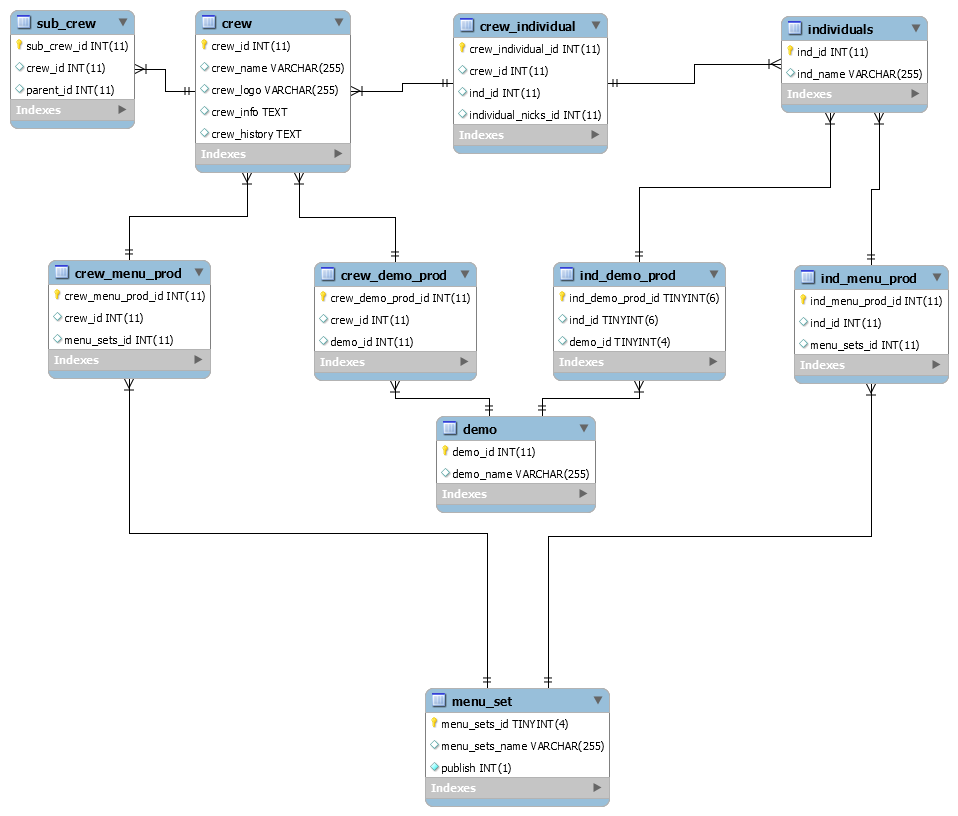 sub_crew
sub_crew_id INT(11)
crew_id INT(11)
parent_id INT(11)
Indexes
crew
crew_id INT(11)
crew_name VARCHAR(255)
crew_logo VARCHAR(255)
crew_info TEXT
crew_history TEXT
Indexes
crew_individual
crew_individual_id INT(11)
crew_id INT(11)
ind_id INT(11)
individual_nicks_id INT(11)
Indexes
individuals
ind_id INT(11)
ind_name VARCHAR(255)
Indexes
crew_menu_prod
crew_menu_prod_id INT(11)
crew_id INT(11)
menu_sets_id INT(11)
Indexes
crew_demo_prod
crew_demo_prod_id INT(11)
crew_id INT(11)
demo_id INT(11)
Indexes
ind_demo_prod
ind_demo_prod_id TINYINT(6)
ind_id TINYINT(6)
demo_id TINYINT(4)
Indexes
ind_menu_prod
ind_menu_prod_id INT(11)
ind_id INT(11)
menu_sets_id INT(11)
Indexes
demo
demo_id INT(11)
demo_name VARCHAR(255)
Indexes
menu_set
menu_sets_id TINYINT(4)
menu_sets_name VARCHAR(255)
publish INT(1)
Indexes